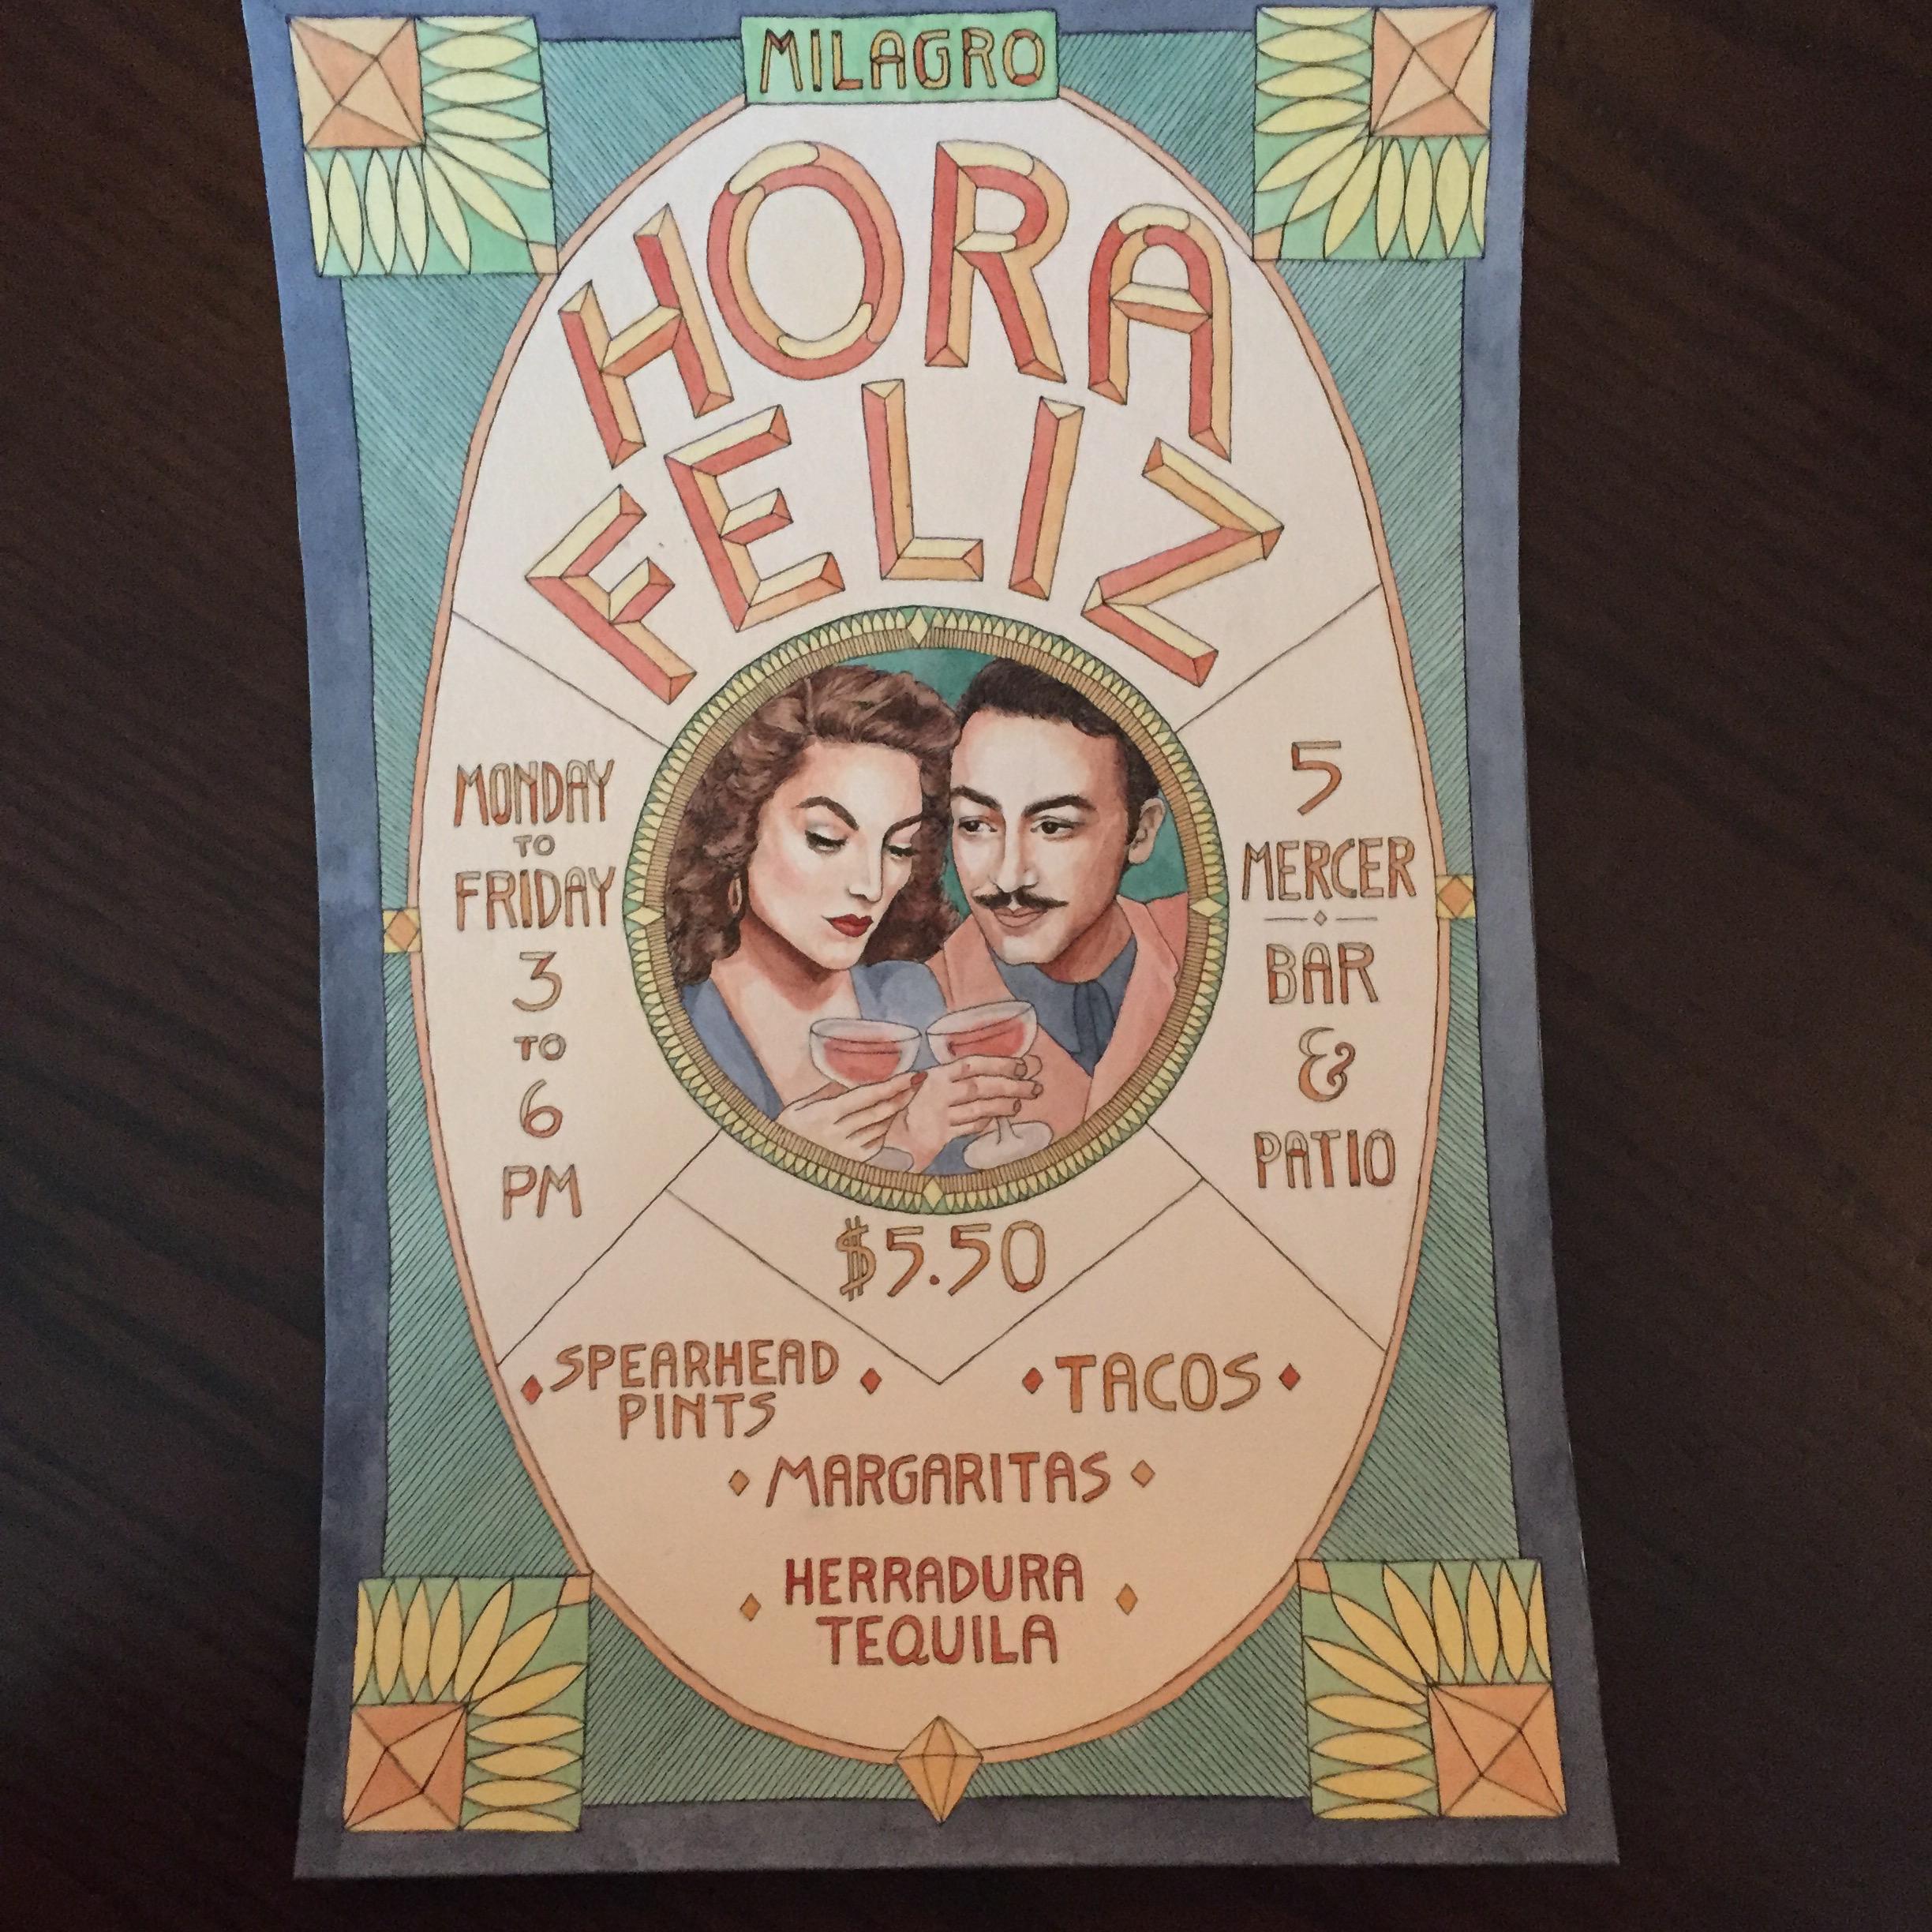 MILAGRO
HORA
FELIZ
MONDAY
TO
FRIDAY
3
TO
6
PM
5
MERCER
BAR
&
PATIO
$5.50
SPEARHEAD
PINTS
TACOS
MARGARITAS
HERRADURA
TEQUILA